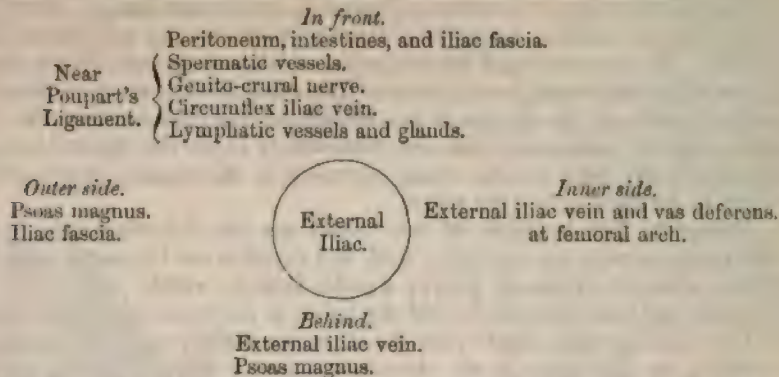 In front.
Peritoneum, intestines, and iliac fascia.
Near Poupart's Ligament.
Spermatic vessels.
Genito-crural nerve.
Circumflex iliac vein.
Lymphatic vessels and glands.
Outer side.
Psoas magnus.
Iliac fascia.
External
Iliac.
Inner side.
External iliac vein and vas deferens.
at femoral arch.
Behind.
External iliac vein.
Psoas magnus.